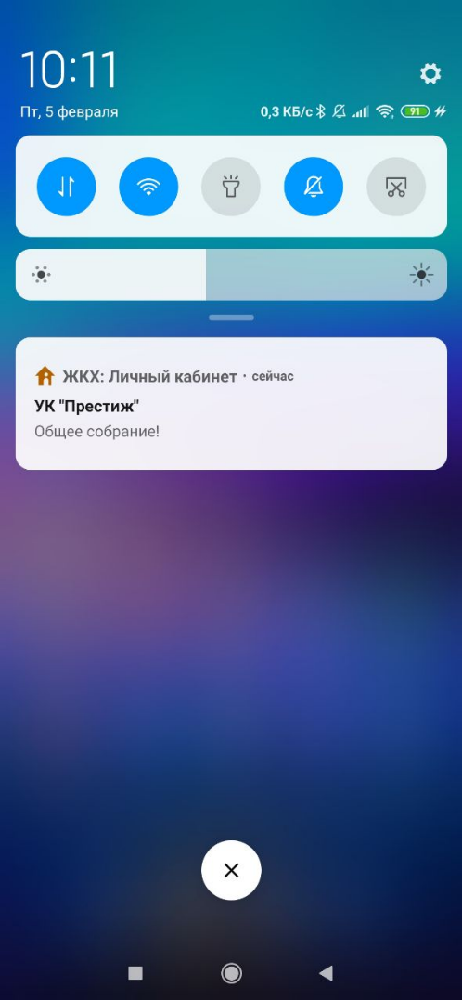 10:11
Пт, 5 февраля
0,3 КБ/с 91
ЖКХ: Личный кабинет · сейчас
УК "Престиж"
Общее собрание!